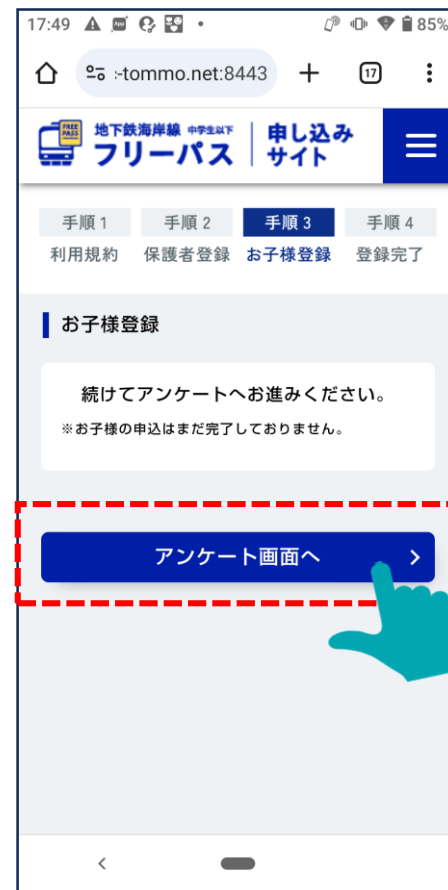 17:49 85%
:-tommo.net:8443 17
FREE PASS
地下鉄海岸線 中学生以下
フリーパス
申し込み
サイト
手順 1 手順 2 手順 3 手順 4
利用規約 保護者登録 お子様登録 登録完了
お子様登録
続けてアンケートへお進みください。
※お子様の申込はまだ完了しておりません。
アンケート画面へ